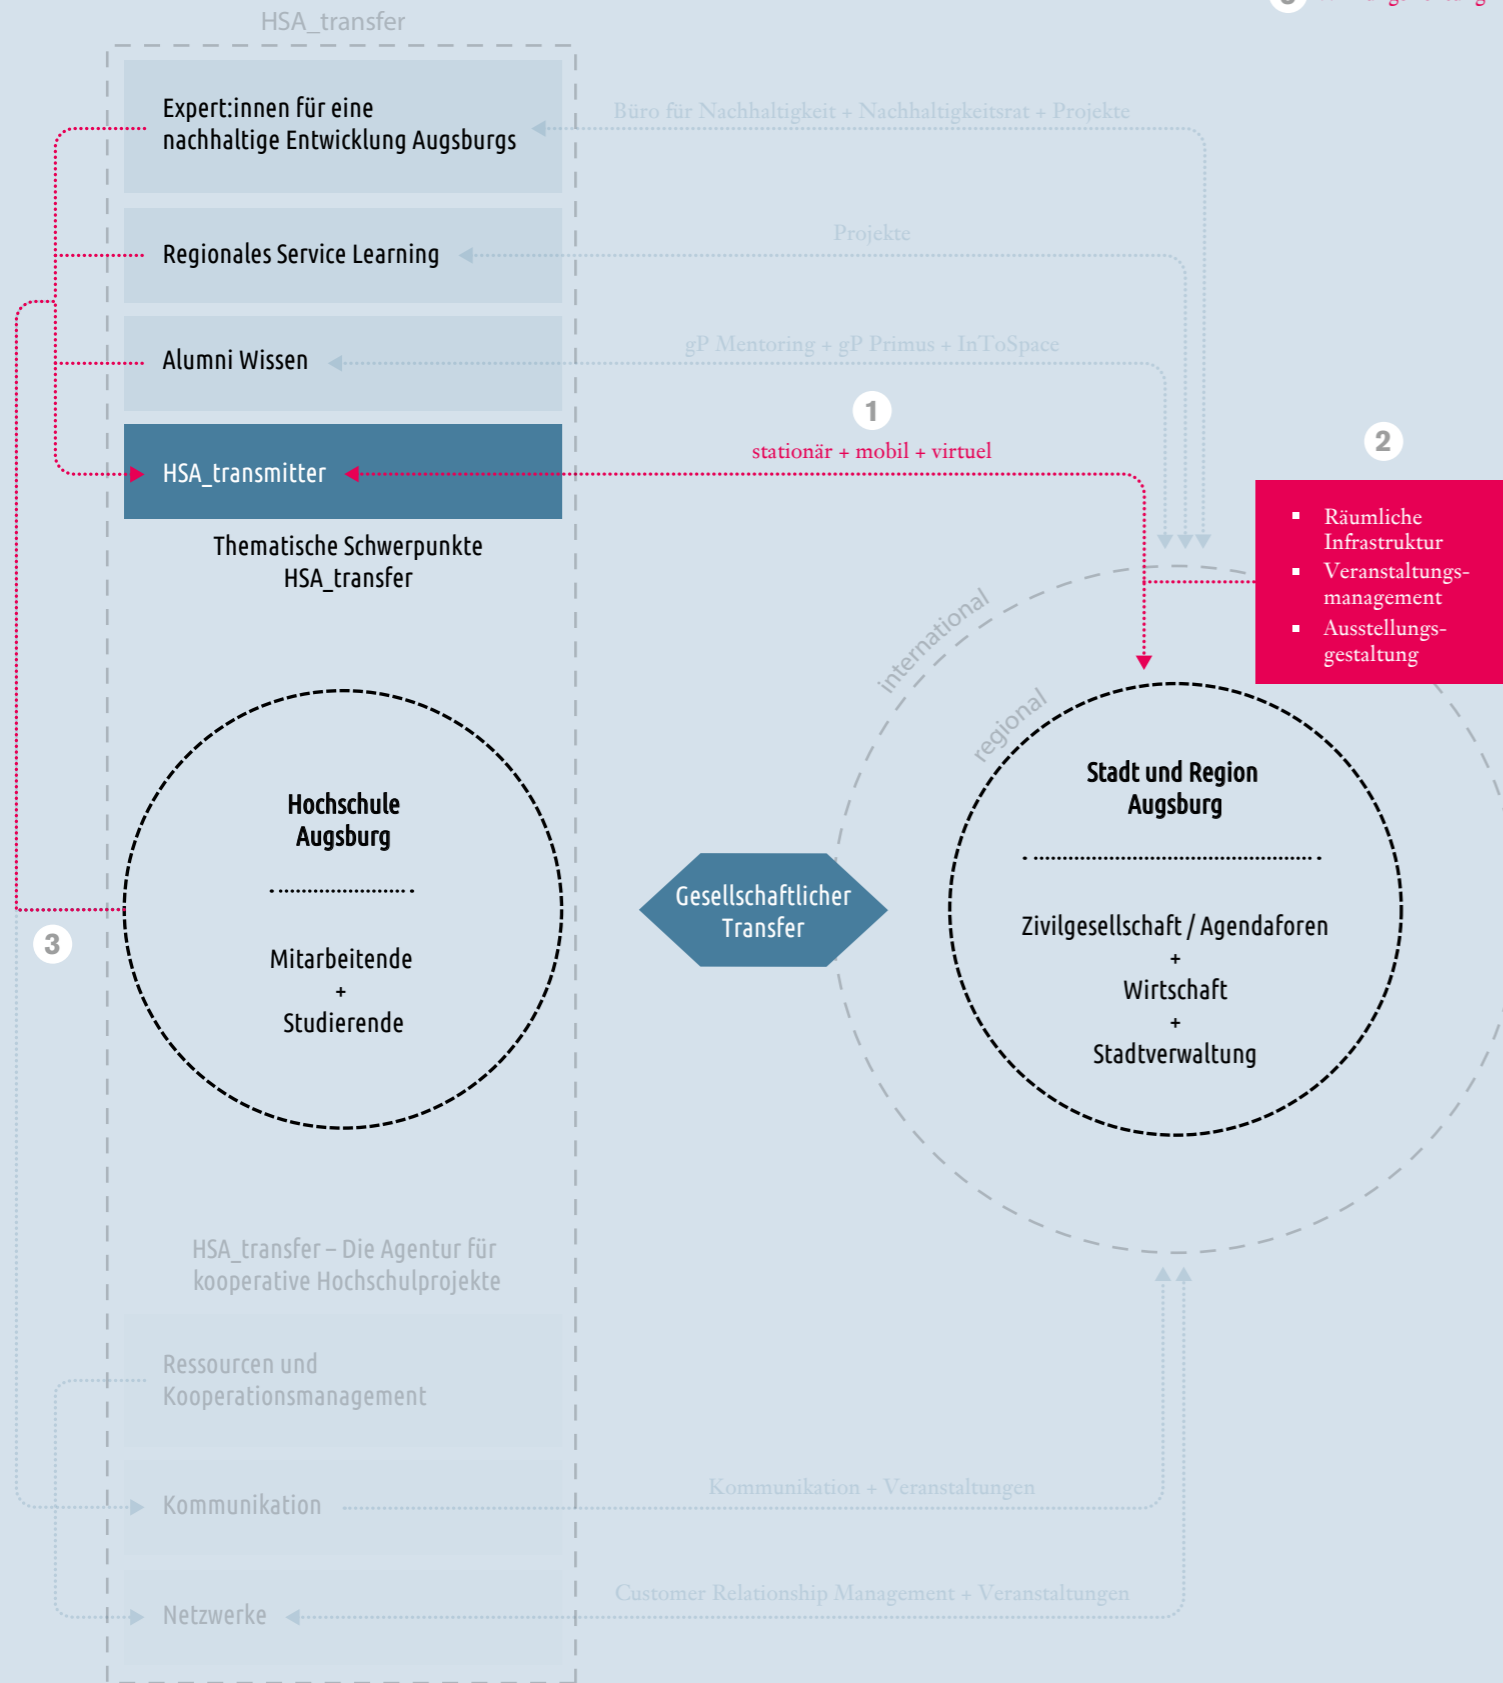 HSA_transfer
3
Expert:innen für eine
nachhaltige Entwicklung Augsburgs
Büro für Nachhaltigkeit + Nachhaltigkeitsrat + Projekte
Regionales Service Learning
Projekte
Alumni Wissen
gP Mentoring + gP Primus + InToSpace
1
stationär + mobil + virtuel
HSA_transmitter
2
▪ Räumliche
Infrastruktur
▪ Veranstaltungs-
management
▪ Ausstellungs-
gestaltung
Thematische Schwerpunkte
HSA_transfer
international
regional
Hochschule
Augsburg
Mitarbeitende
+
Studierende
3
Gesellschaftlicher
Transfer
Stadt und Region
Augsburg
Zivilgesellschaft / Agendaforen
+
Wirtschaft
+
Stadtverwaltung
HSA_transfer – Die Agentur für
kooperative Hochschulprojekte
Ressourcen und
Kooperationsmanagement
Kommunikation
Kommunikation + Veranstaltungen
Netzwerke
Customer Relationship Management + Veranstaltungen